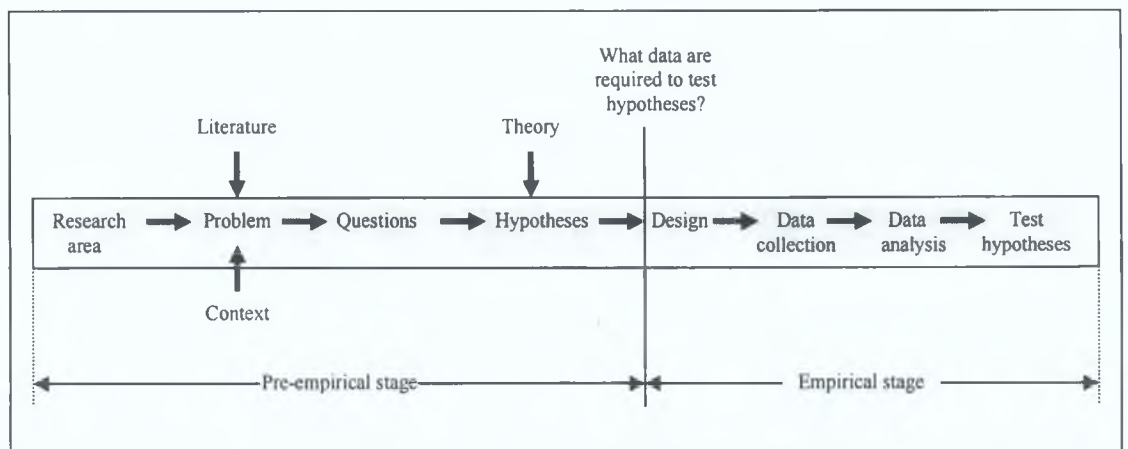 What data are
required to test
hypotheses?
Literature
Theory
Research area
Problem
Questions
Hypotheses
Design
Data collection
Data analysis
Test hypotheses
Context
Pre-empirical stage
Empirical stage